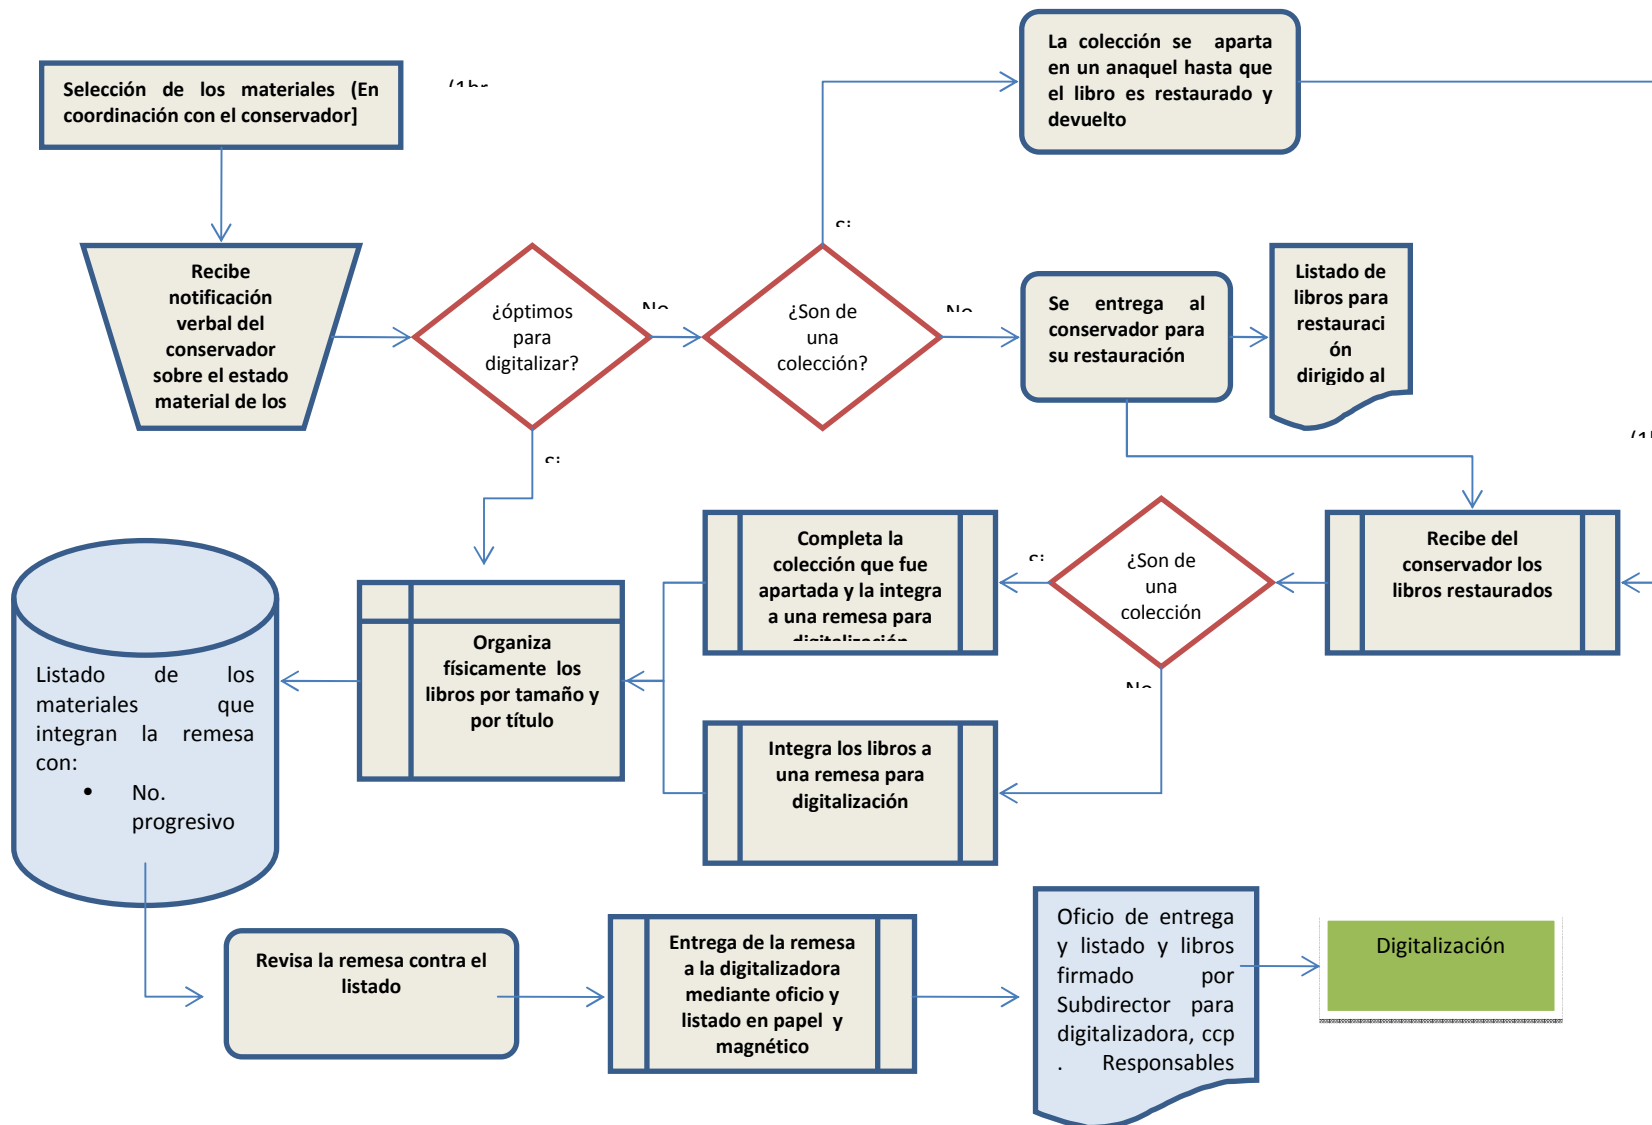 La colección se aparta
en un anaquel hasta que
el libro es restaurado y
devuelto
Selección de los materiales (En
coordinación con el conservador]
Recibe
notificación
verbal del
conservador
sobre el estado
material de los
¿óptimos
para
digitalizar?
No
¿Son de
una
colección?
Si
No
Se entrega al
conservador para
su restauración
Listado de
libros para
restauraci
ón
dirigido al
Si
Recibe del
conservador los
libros restaurados
¿Son de
una
colección
Si
No
Completa la
colección que fue
apartada y la integra
a una remesa para
digitalización
Integra los libros a
una remesa para
digitalización
Organiza
físicamente los
libros por tamaño y
por título
Listado de los
materiales que
integran la remesa
con:
• No.
progresivo
Revisa la remesa contra el
listado
Entrega de la remesa
a la digitalizadora
mediante oficio y
listado en papel y
magnético
Oficio de entrega
y listado y libros
firmado por
Subdirector para
digitalizadora, ccp
. Responsables
Digitalización